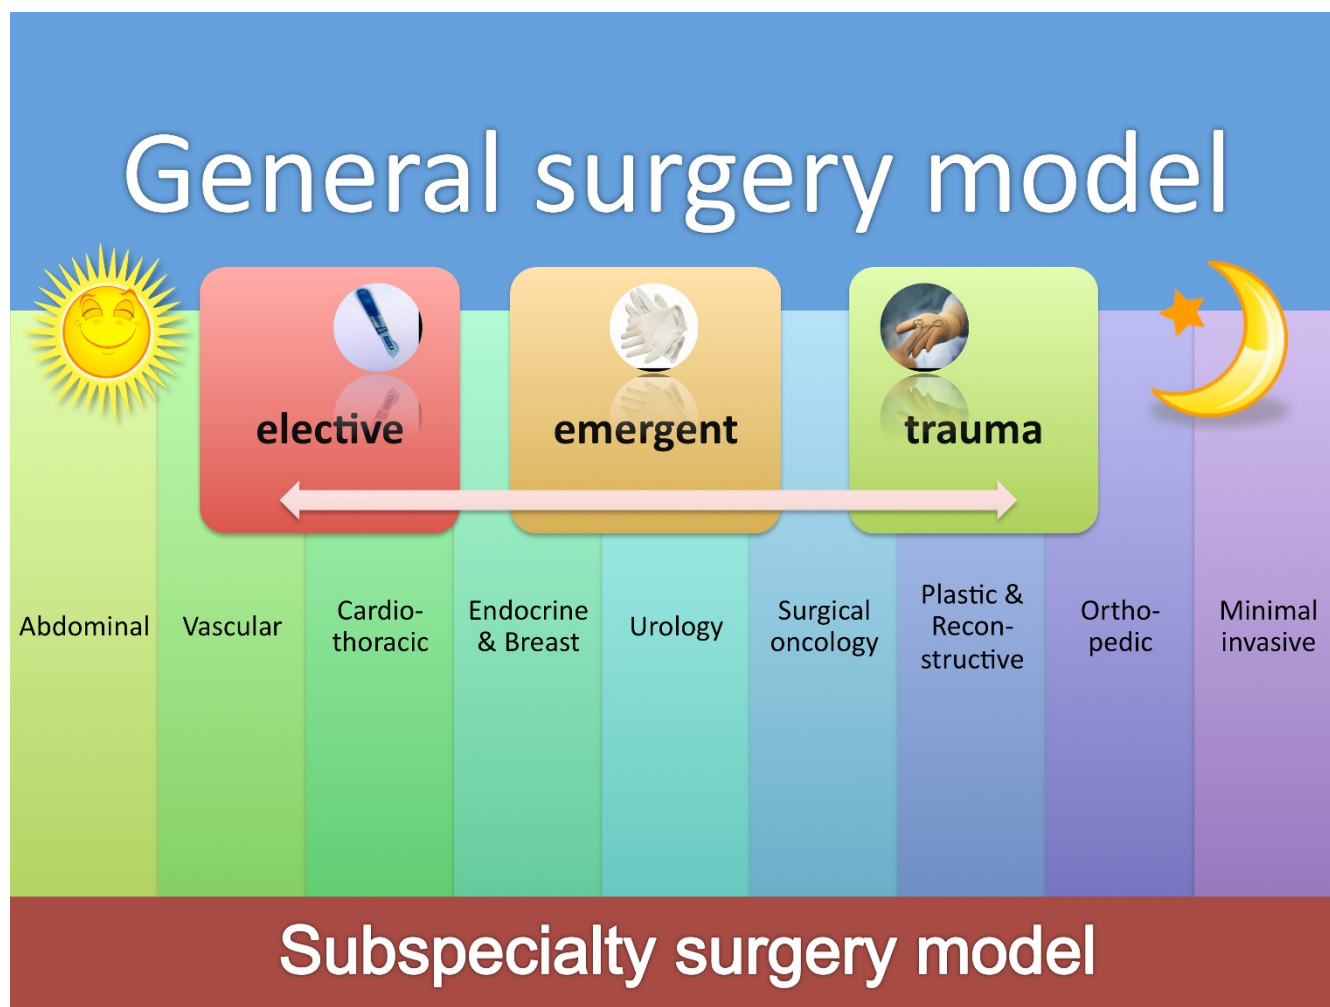 General surgery model
elective
emergent
trauma
Abdominal
Vascular
Cardio-
thoracic
Endocrine
& Breast
Urology
Surgical
oncology
Plastic &
Recon-
structive
Ortho-
pedic
Minimal
invasive
Subspecialty surgery model